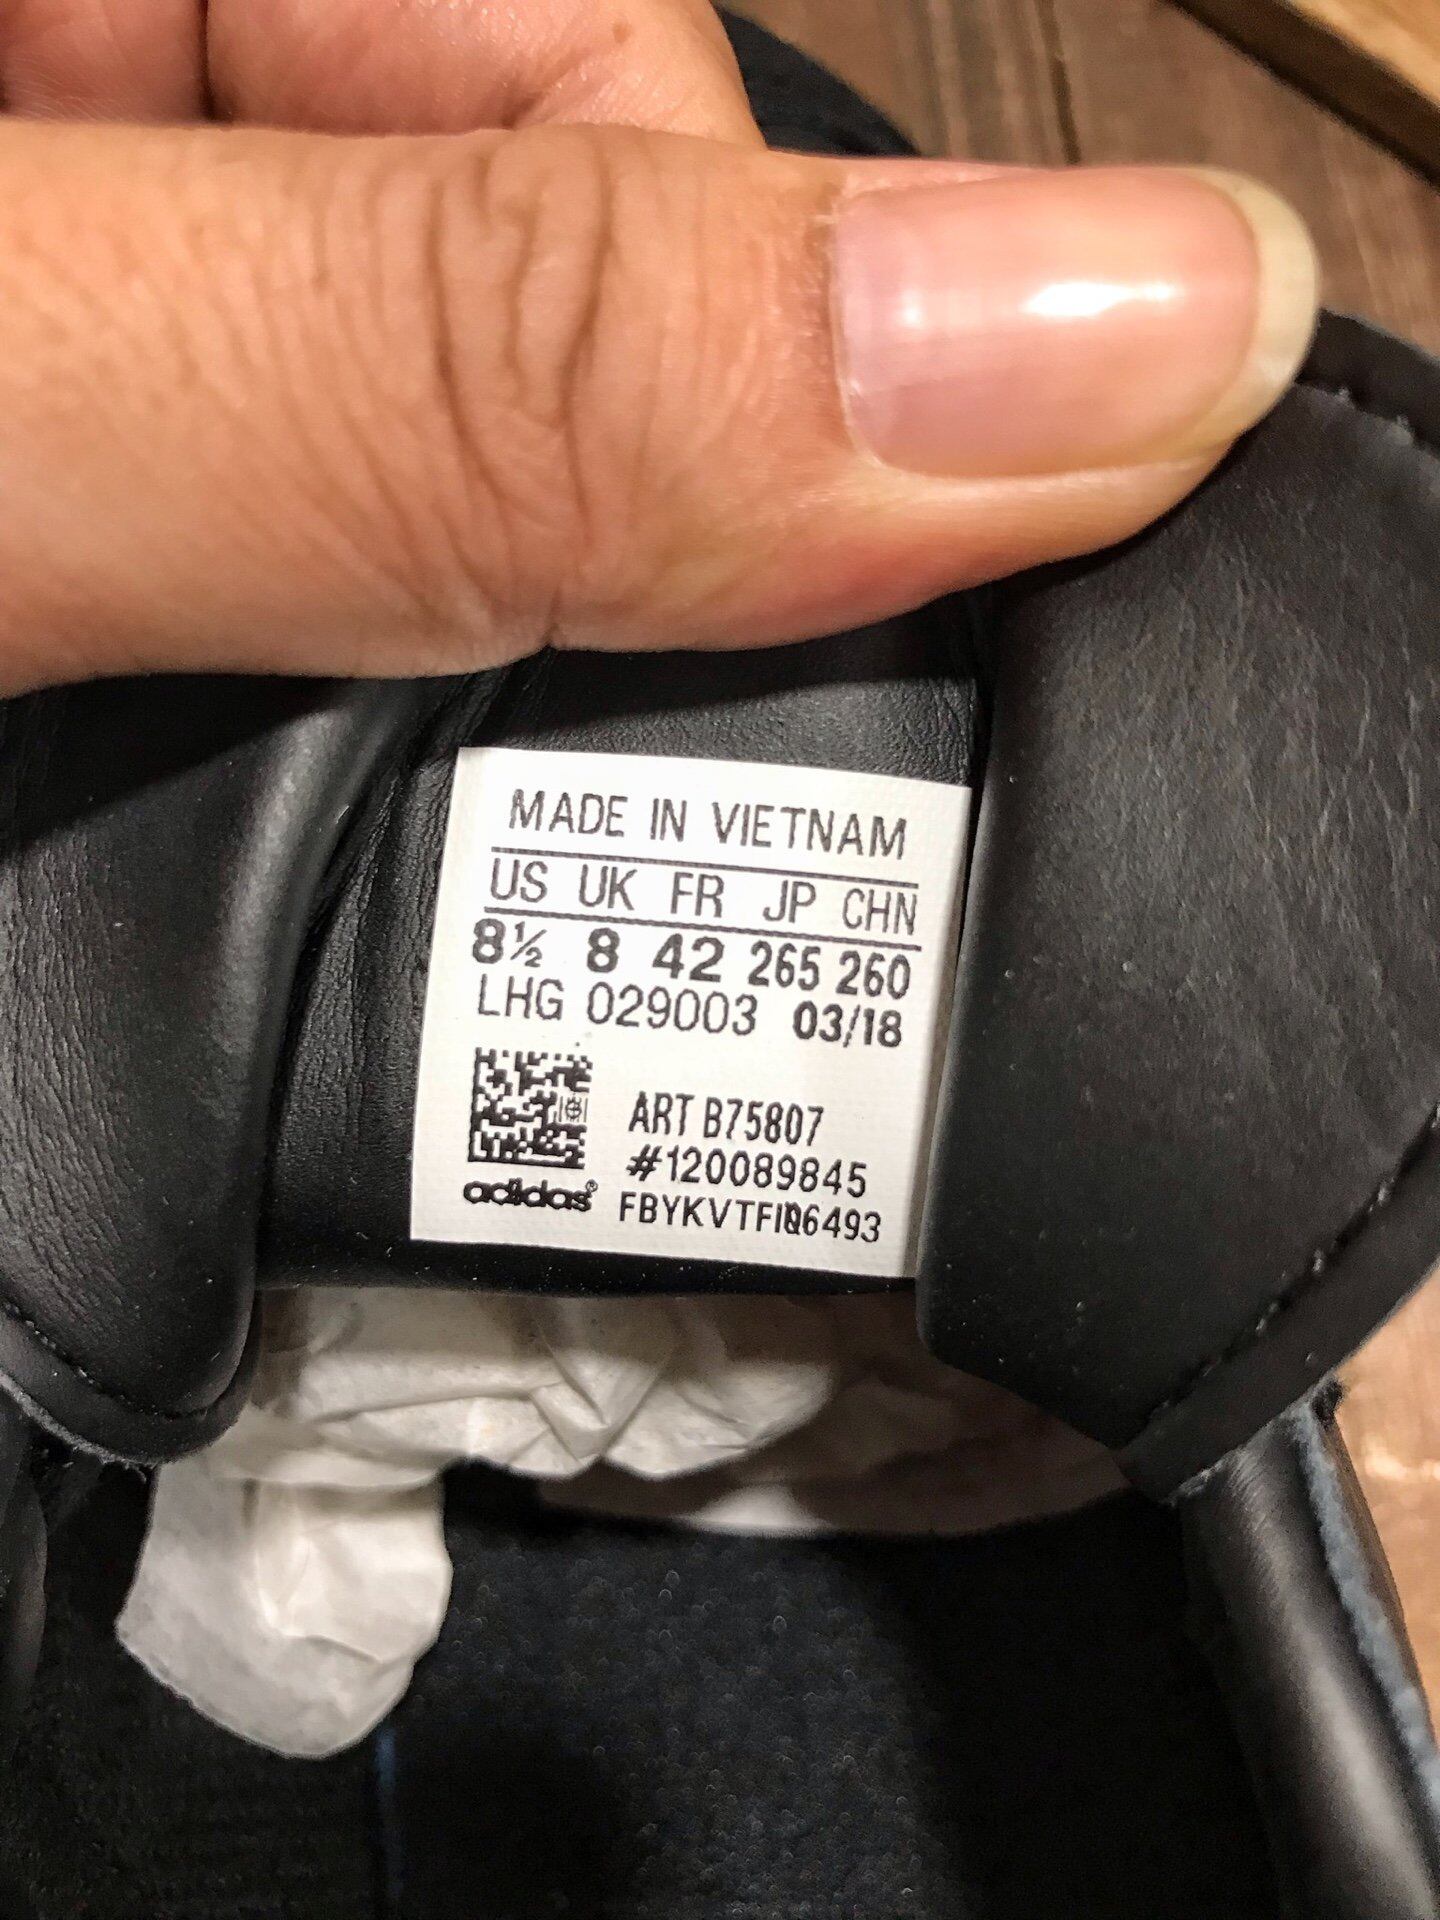 MADE IN VIETNAM
US UK FR JP CHN
8½ 8 42 265 260
LHG 029003 03/18
ART B75807
#120089845
adidas®